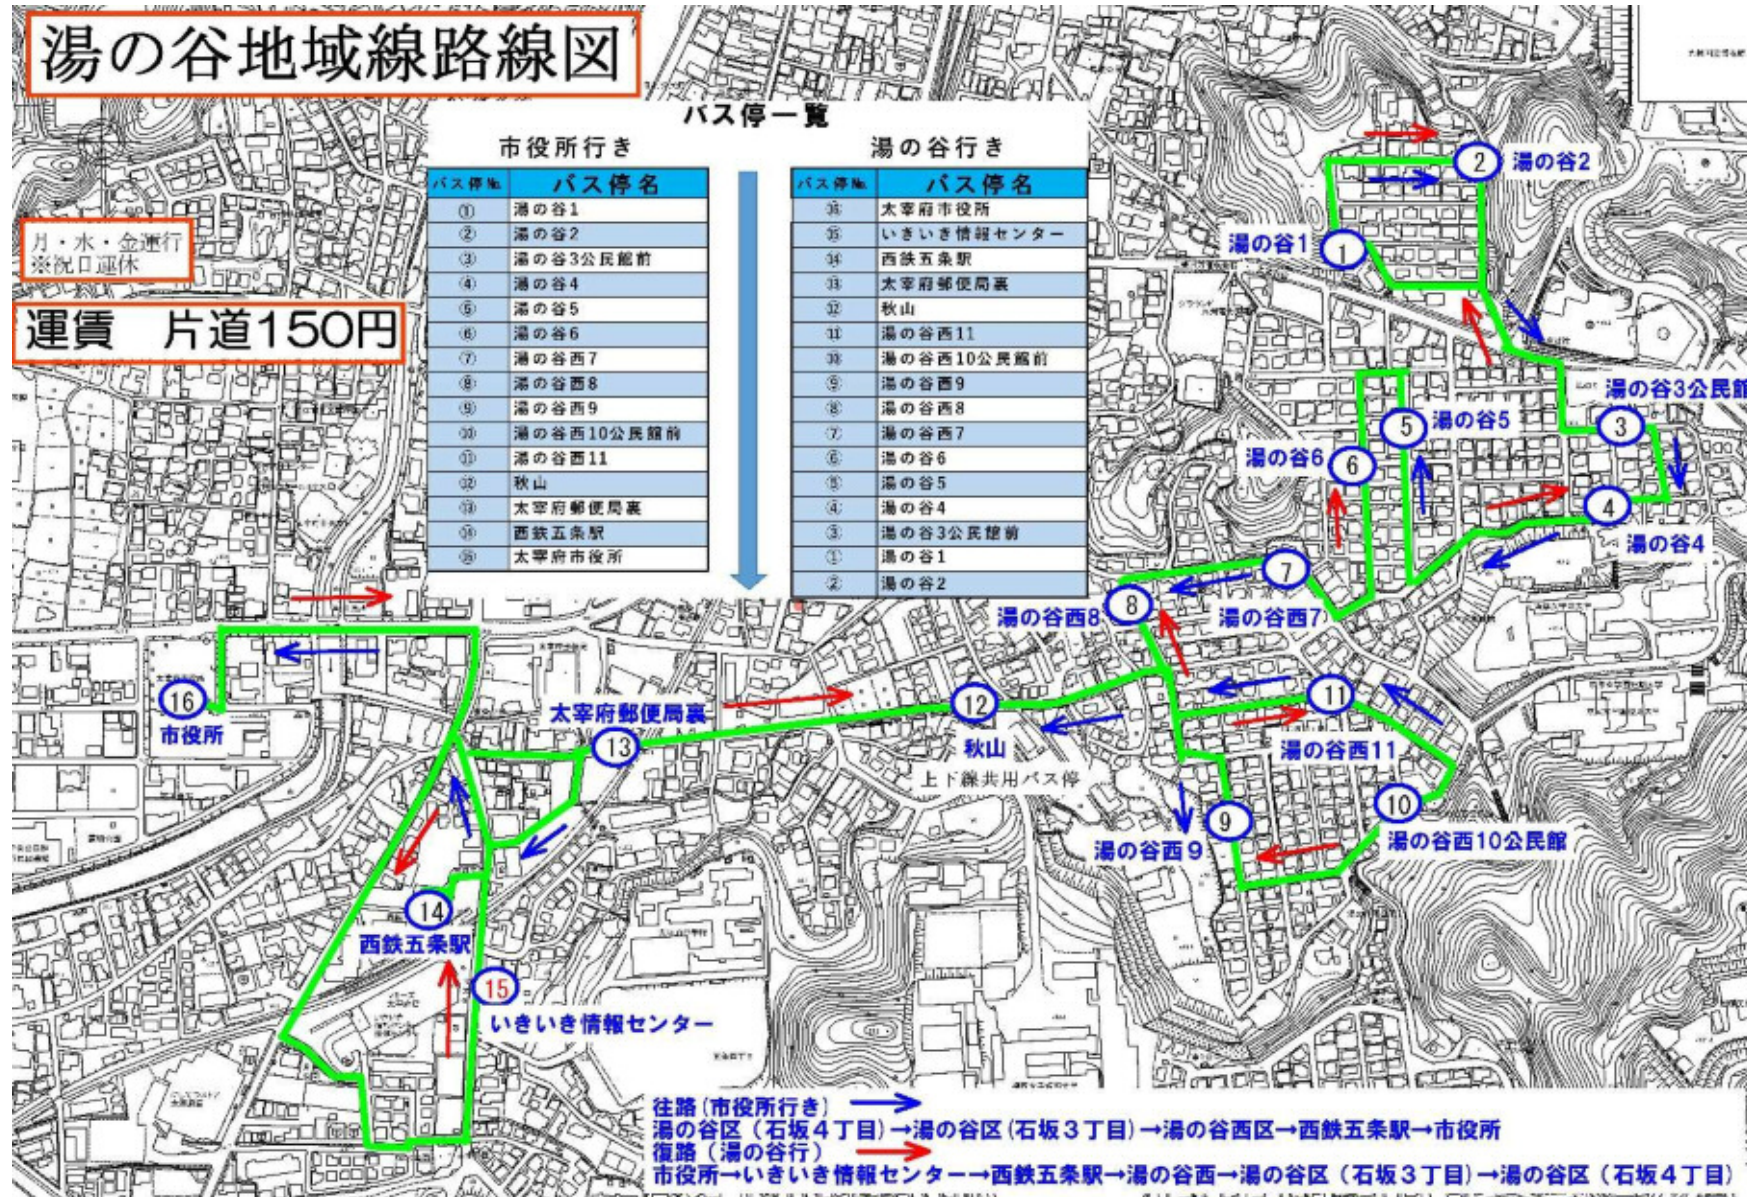 湯の谷地域線路線図
月・水・金運行
※祝日運休
運賃 片道150円
バス停一覧
市役所行き
バス停№ バス停名
① 湯の谷1
② 湯の谷2
③ 湯の谷3公民館前
④ 湯の谷4
⑤ 湯の谷5
⑥ 湯の谷6
⑦ 湯の谷西7
⑧ 湯の谷西8
⑨ 湯の谷西9
⑩ 湯の谷西10公民館前
⑪ 湯の谷西11
⑫ 秋山
⑬ 太宰府郵便局裏
⑭ 西鉄五条駅
⑯ 太宰府市役所
湯の谷行き
バス停№ バス停名
⑯ 太宰府市役所
⑮ いきいき情報センター
⑭ 西鉄五条駅
⑬ 太宰府郵便局裏
⑫ 秋山
⑪ 湯の谷西11
⑩ 湯の谷西10公民館前
⑨ 湯の谷西9
⑧ 湯の谷西8
⑦ 湯の谷西7
⑥ 湯の谷6
⑤ 湯の谷5
④ 湯の谷4
③ 湯の谷3公民館前
① 湯の谷1
② 湯の谷2
2 湯の谷2
湯の谷1 1
湯の谷3公民館
3
5 湯の谷5
湯の谷6 6
4
湯の谷4
7
湯の谷西7
8
湯の谷西8
11
湯の谷西11
12
秋山
上下線共用バス停
太宰府郵便局裏
13
16
市役所
10
湯の谷西10公民館
9
湯の谷西9
14
西鉄五条駅
15
いきいき情報センター
往路(市役所行き)
湯の谷区(石坂4丁目)→湯の谷区(石坂3丁目)→湯の谷西区→西鉄五条駅→市役所
復路(湯の谷行)
市役所→いきいき情報センター→西鉄五条駅→湯の谷西→湯の谷区(石坂3丁目)→湯の谷区(石坂4丁目)